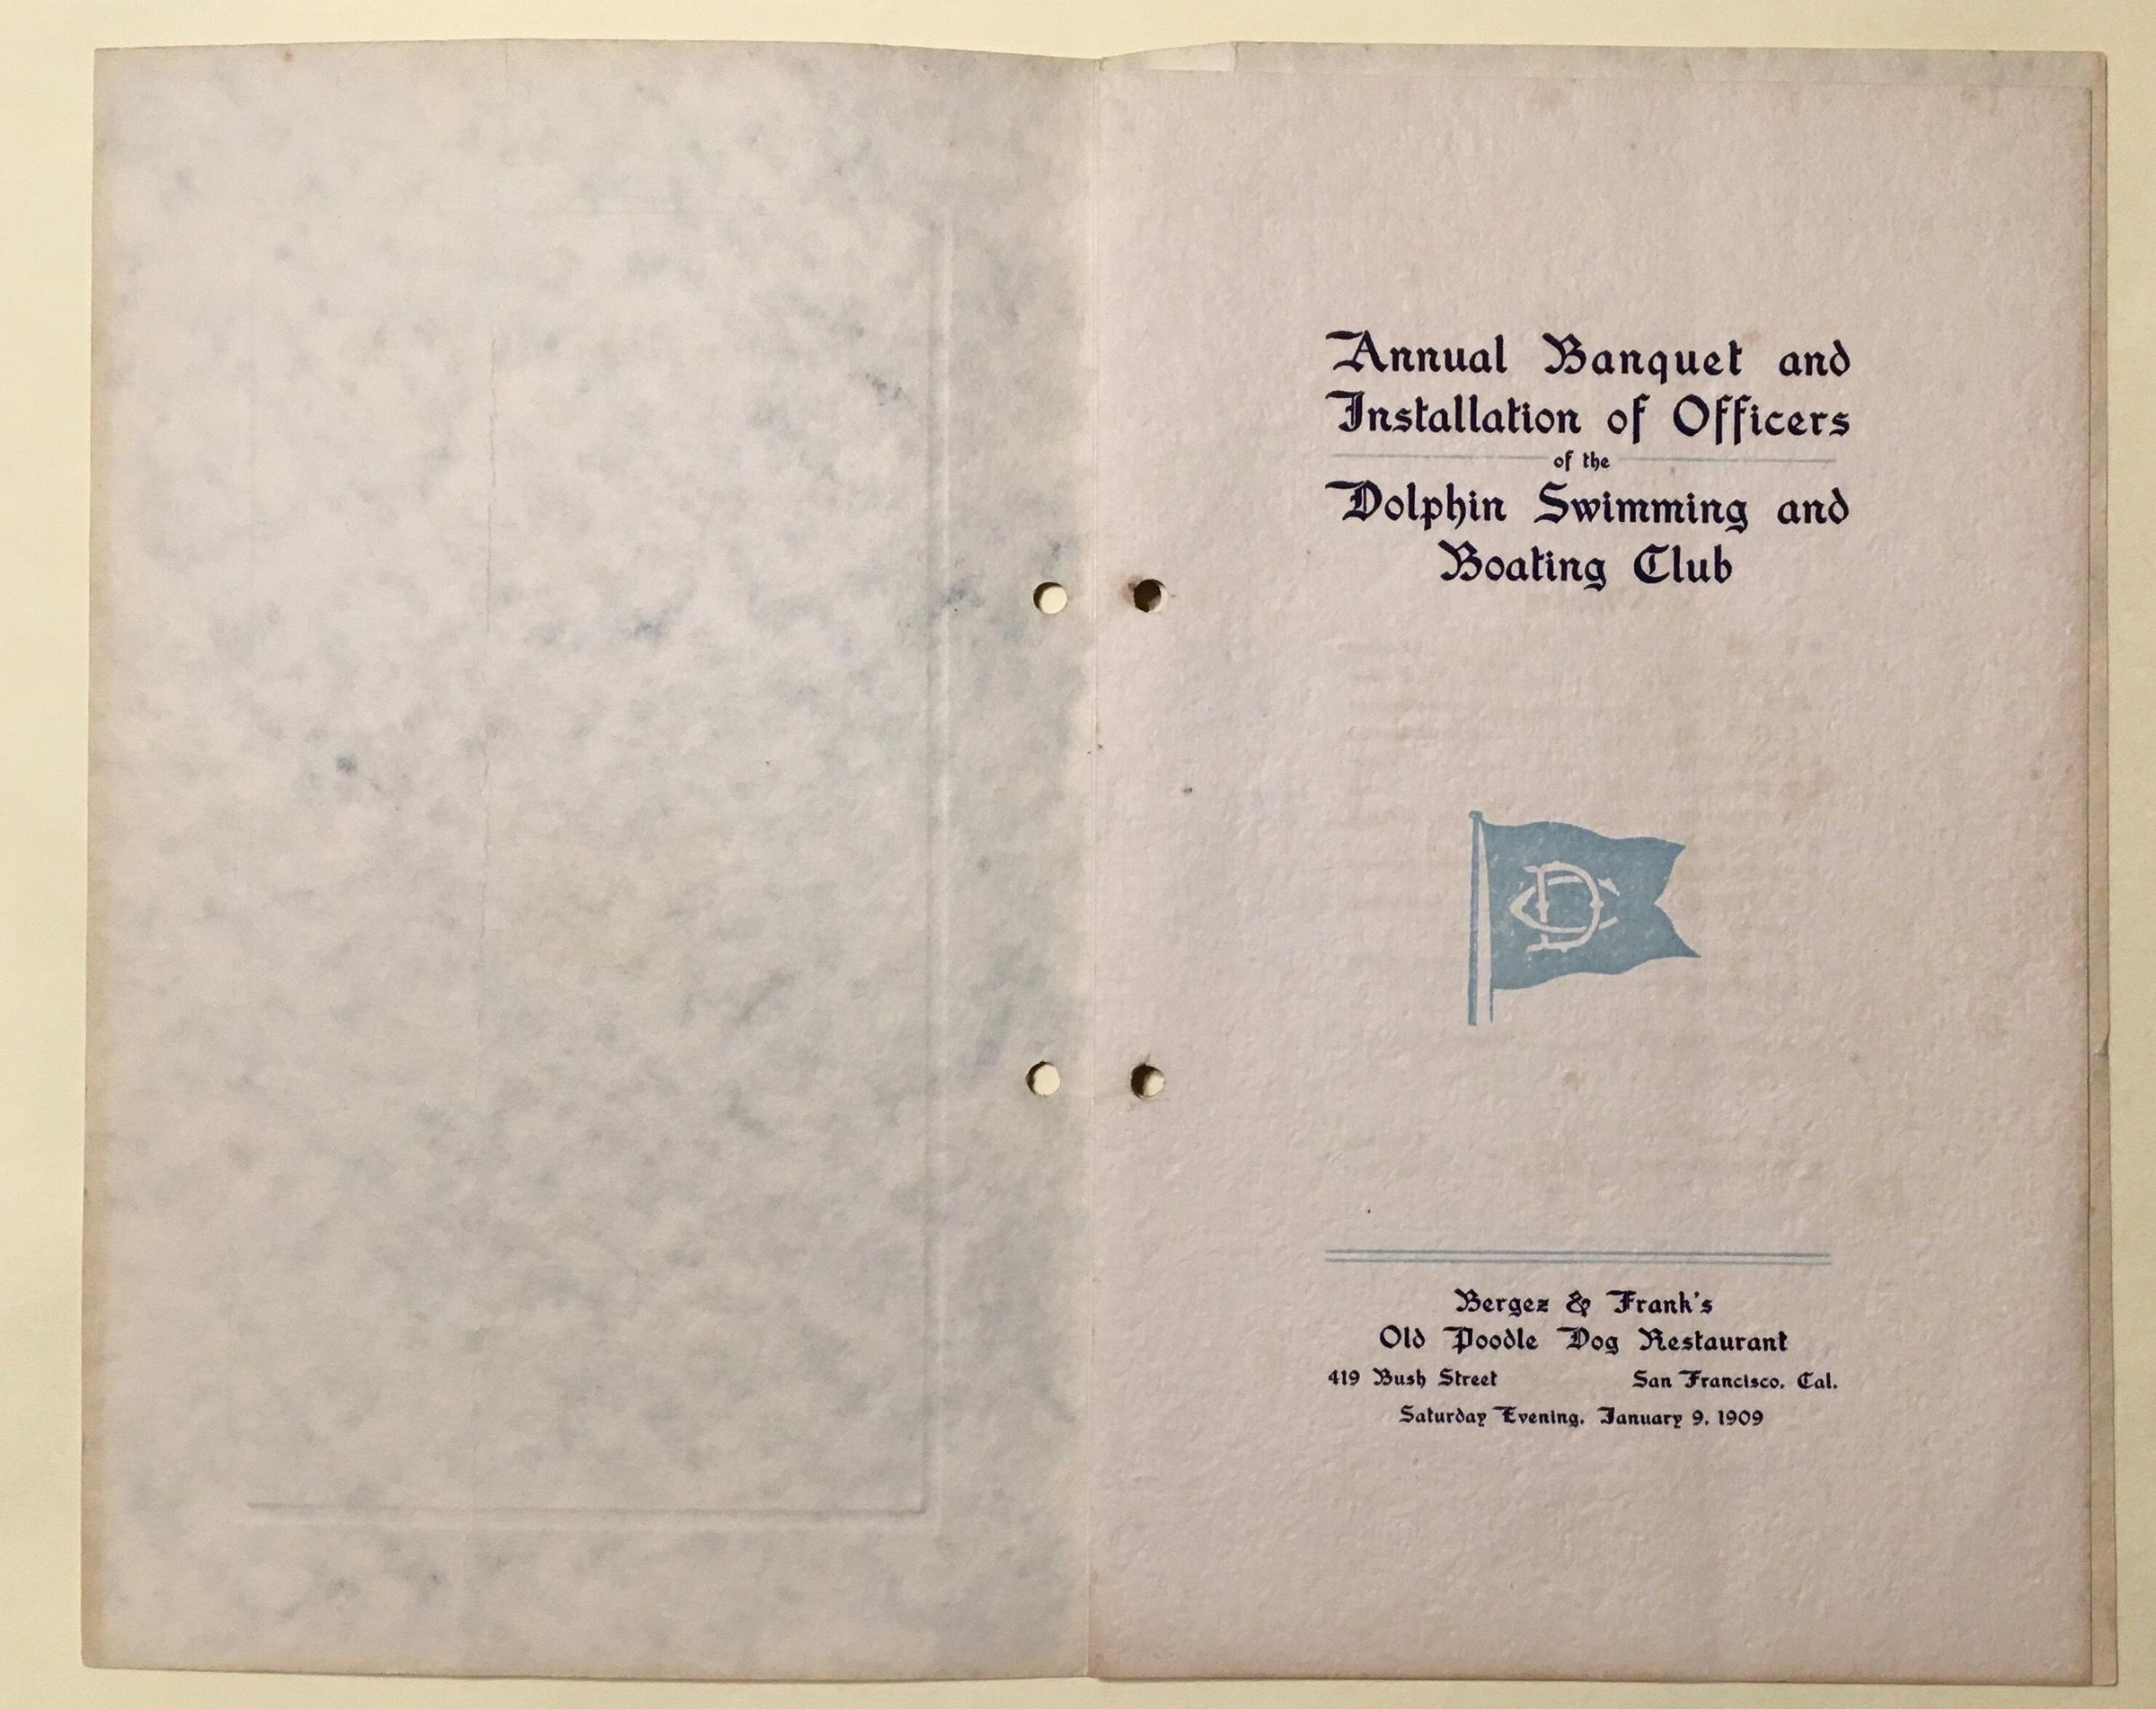 Annual Banquet and
Installation of Officers
of the
Dolphin Swimming and
Boating Club
DC
Bergez & Frank's
Old Poodle Dog Restaurant
419 Bush Street San Francisco, Cal.
Saturday Evening, January 9, 1909